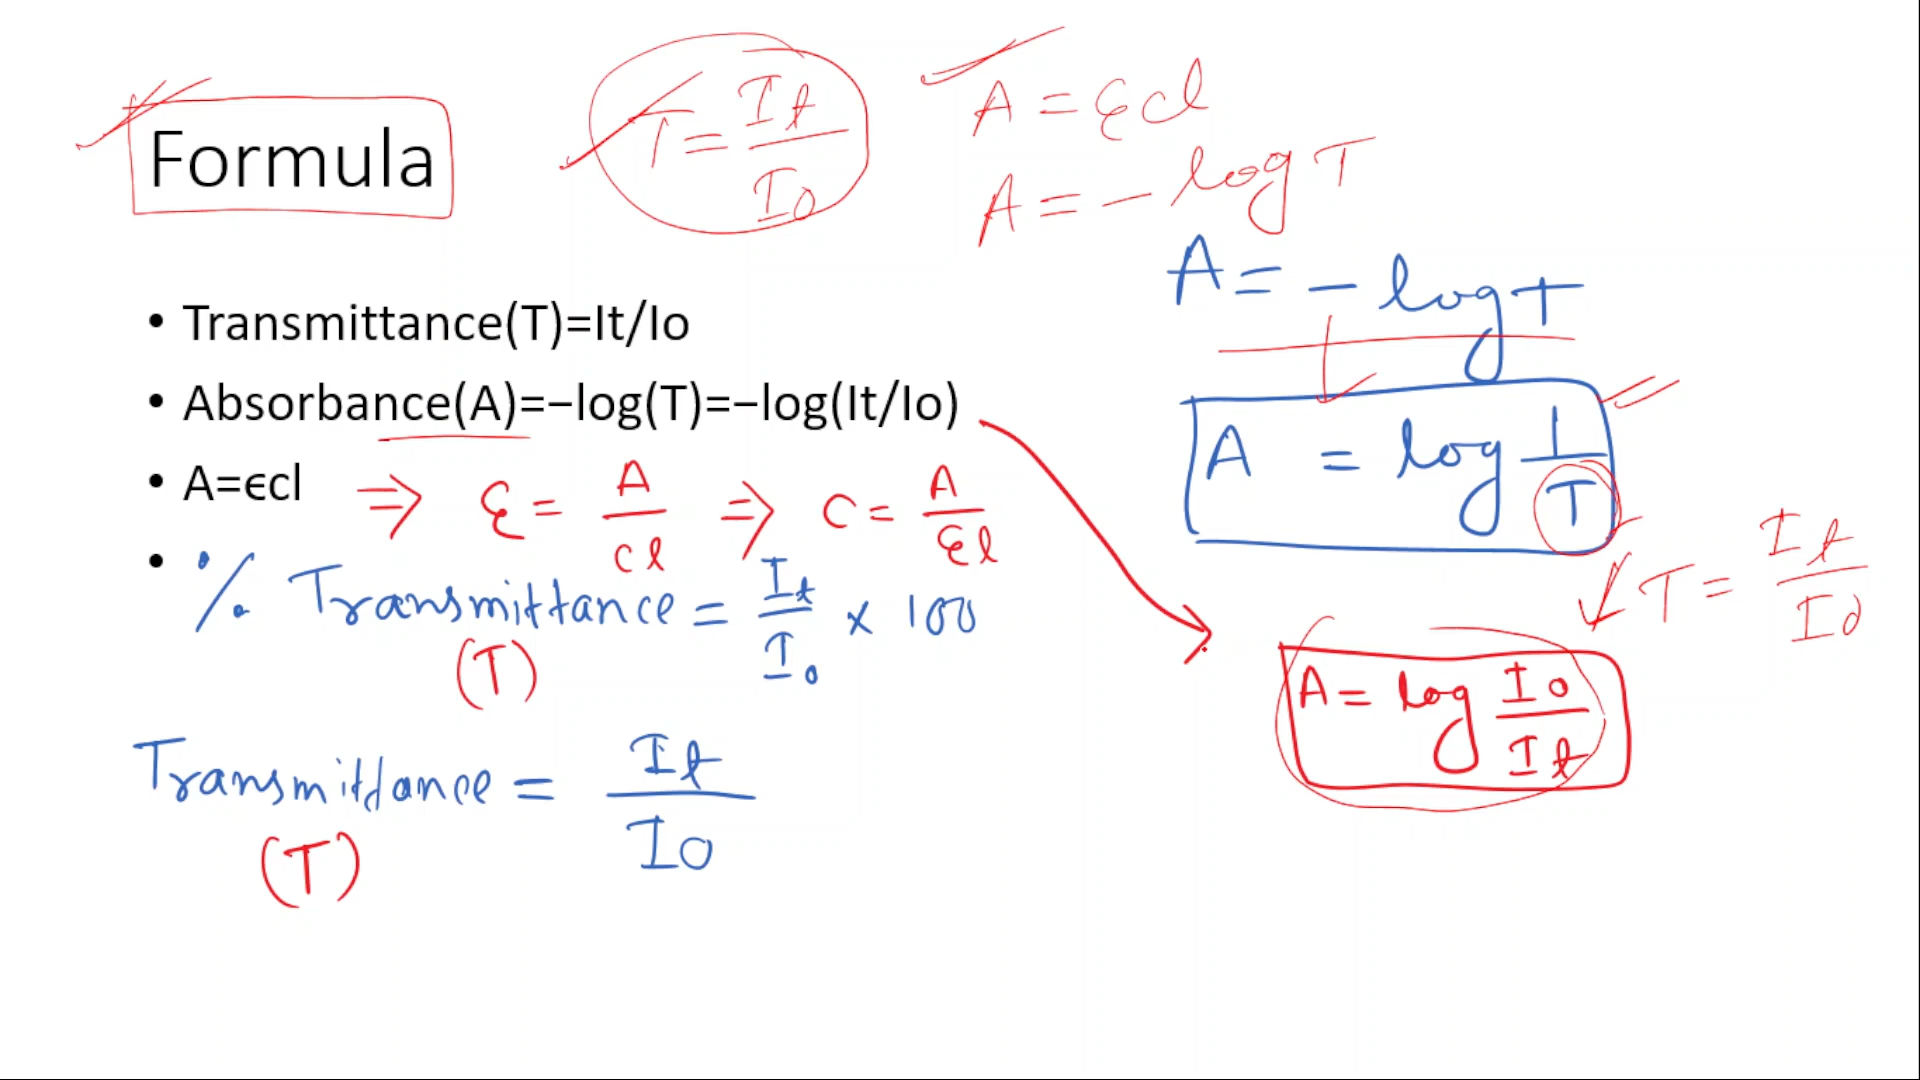 Formula
T = It/Io
A = εcl
A = − log T
A = − log T
• Transmittance(T)=It/Io
• Absorbance(A)=−log(T)=−log(It/Io)
A = log 1/T
• A=ϵcl ⇒ ε = A/cl ⇒ c = A/εl
T = It/Io
• % Transmittance = It/Io × 100
(T)
A = log Io/It
Transmittance = It/Io
(T)